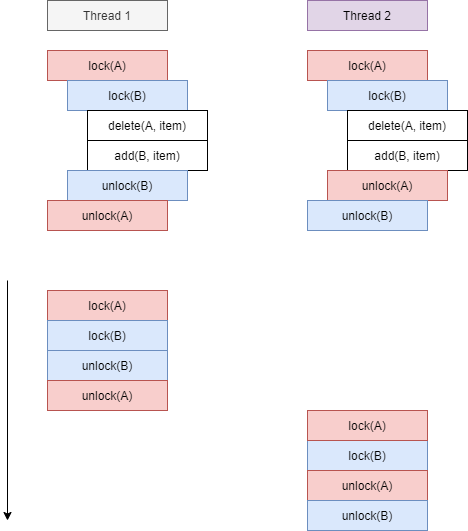 Thread 1
Thread 2
lock(A)
lock(B)
delete(A, item)
add(B, item)
unlock(B)
unlock(A)
lock(A)
lock(B)
delete(A, item)
add(B, item)
unlock(A)
unlock(B)
lock(A)
lock(B)
unlock(B)
unlock(A)
lock(A)
lock(B)
unlock(A)
unlock(B)